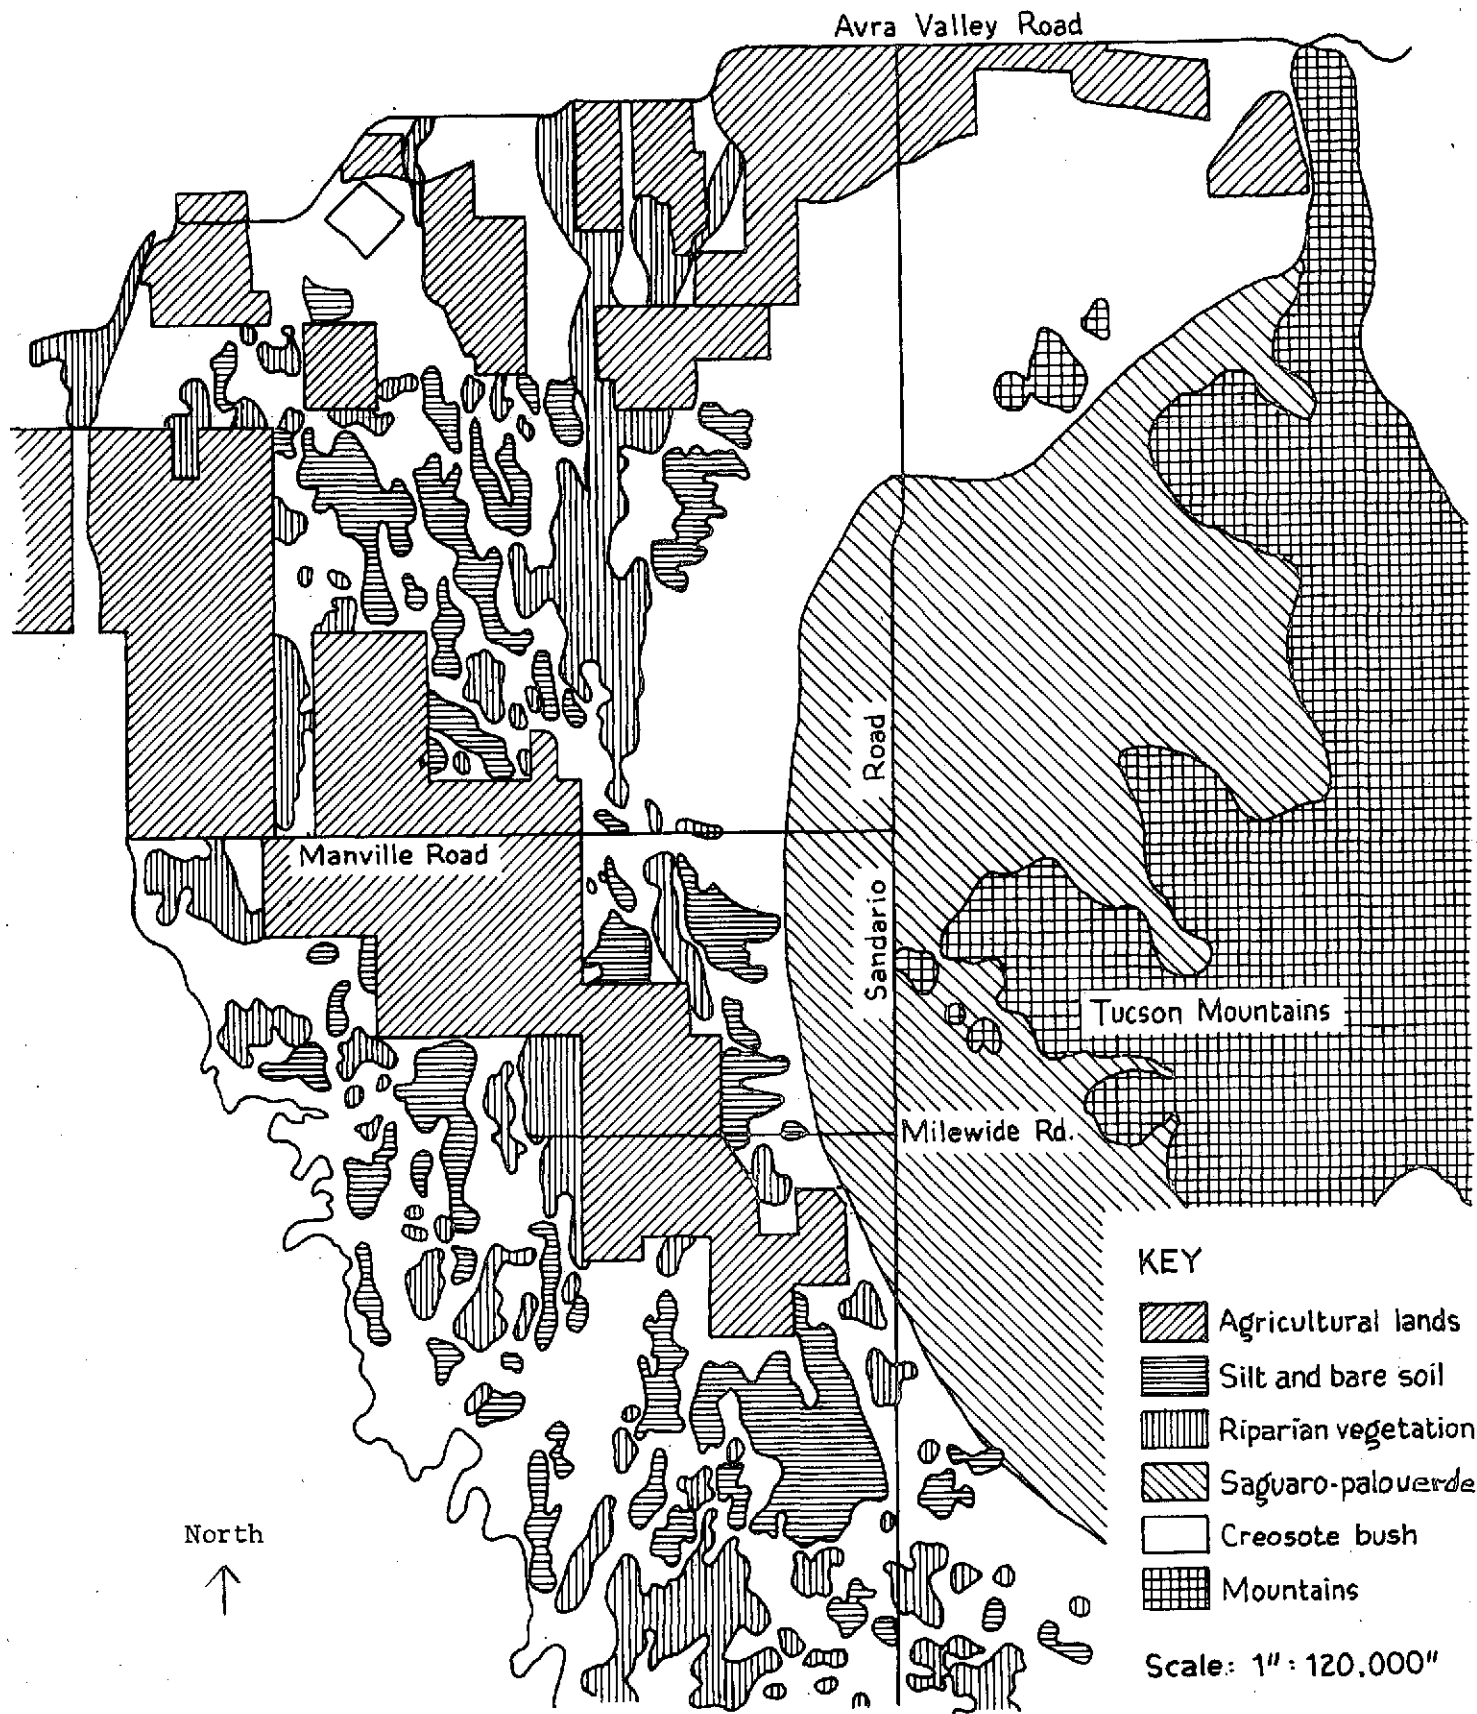 Avra Valley Road
Road
Manville Road
Sandario
Tucson Mountains
Milewide Rd.
KEY
Agricultural lands
Silt and bare soil
Riparian vegetation
Saguaro-paloverde
Creosote bush
Mountains
North
Scale: 1" : 120.000"